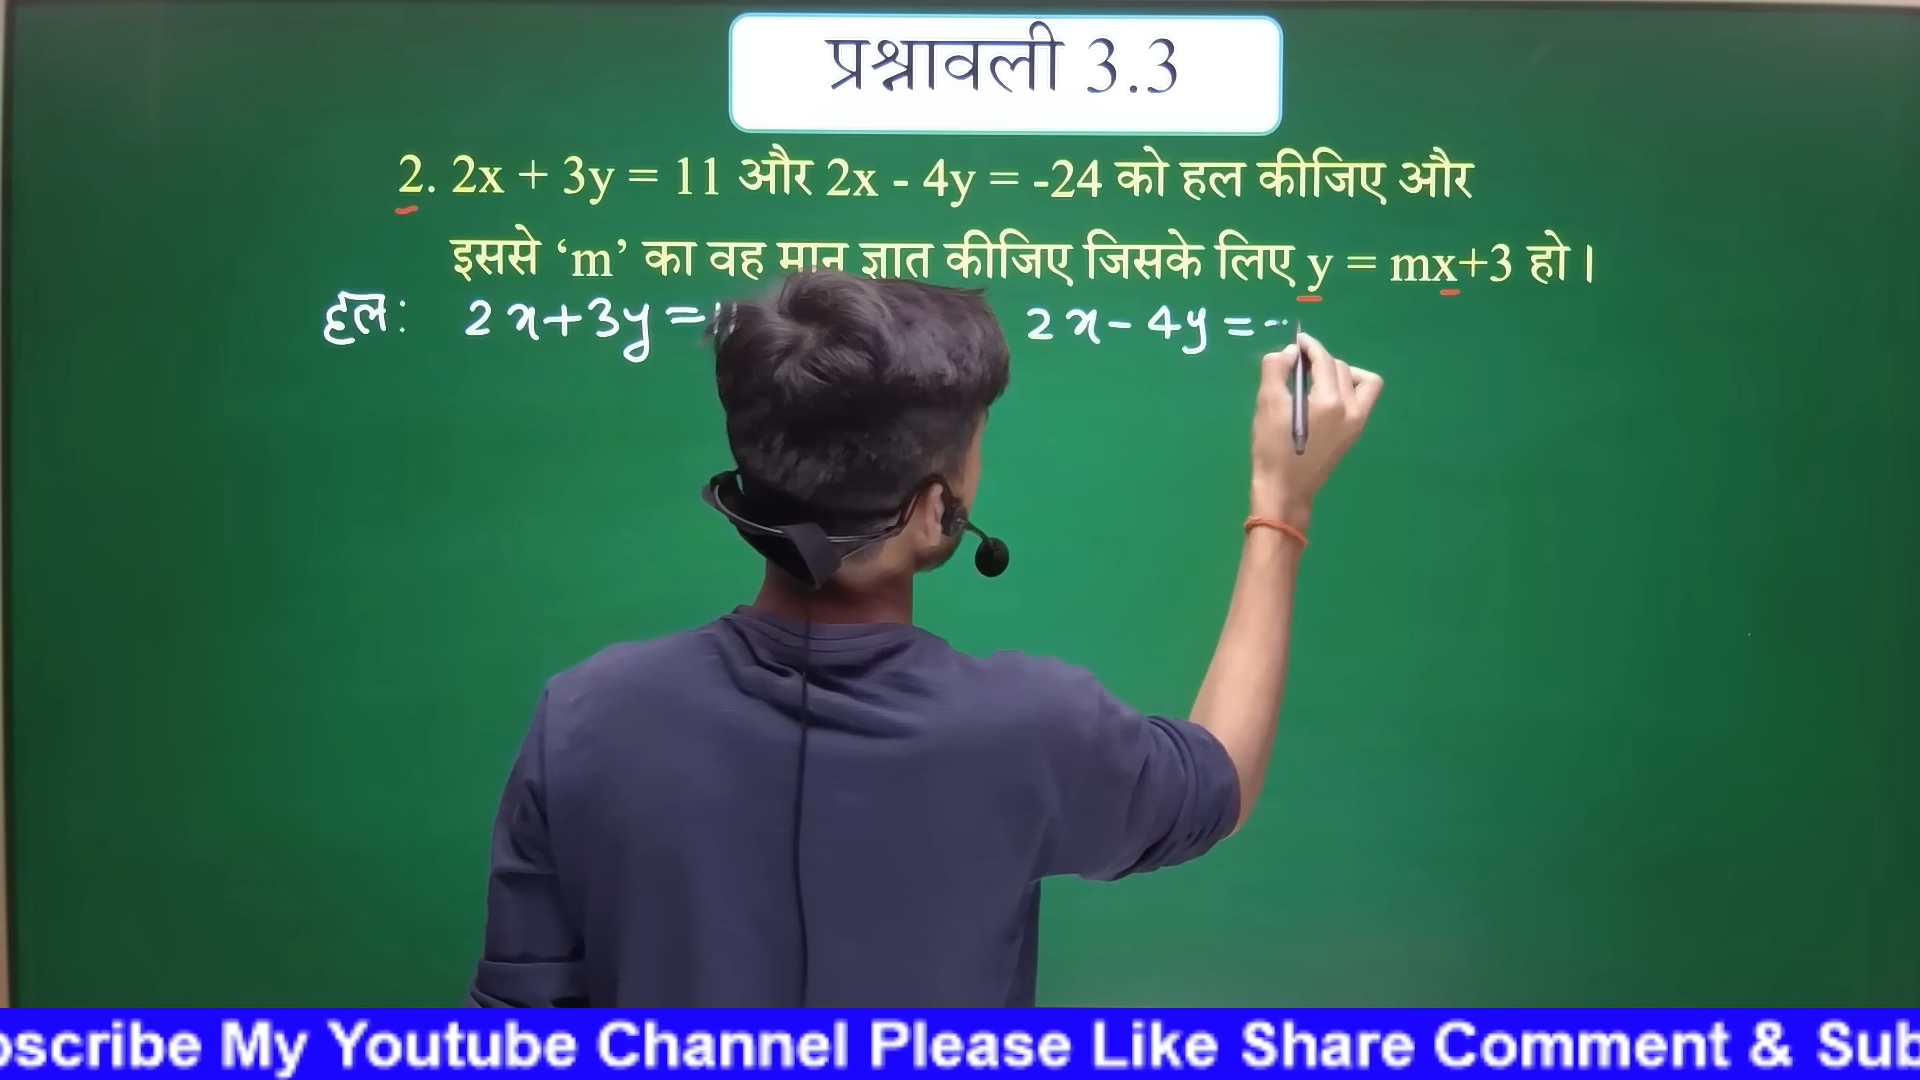 प्रश्नावली 3.3
2. 2x + 3y = 11 और 2x - 4y = -24 को हल कीजिए और
इससे ‘m’ का वह मान ज्ञात कीजिए जिसके लिए y = mx+3 हो।
हल: 2x+3y= 2x-4y=-
scribe My Youtube Channel Please Like Share Comment & Sub